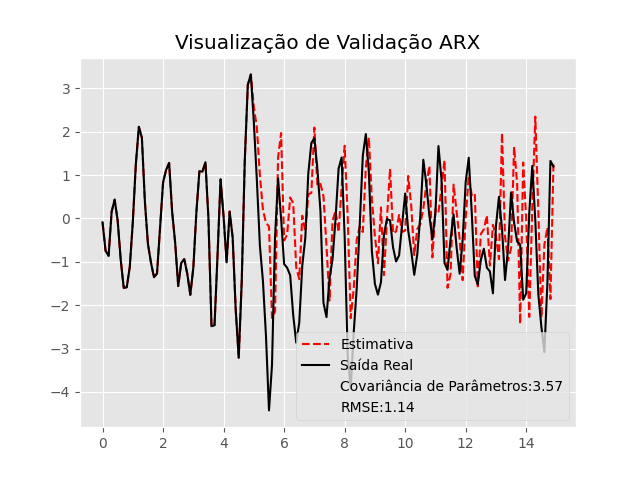 Visualização de Validação ARX
3
2
1
0
−1
−2
−3
−4
Estimativa
Saída Real
Covariância de Parâmetros:3.57
RMSE:1.14
0 2 4 6 8 10 12 14